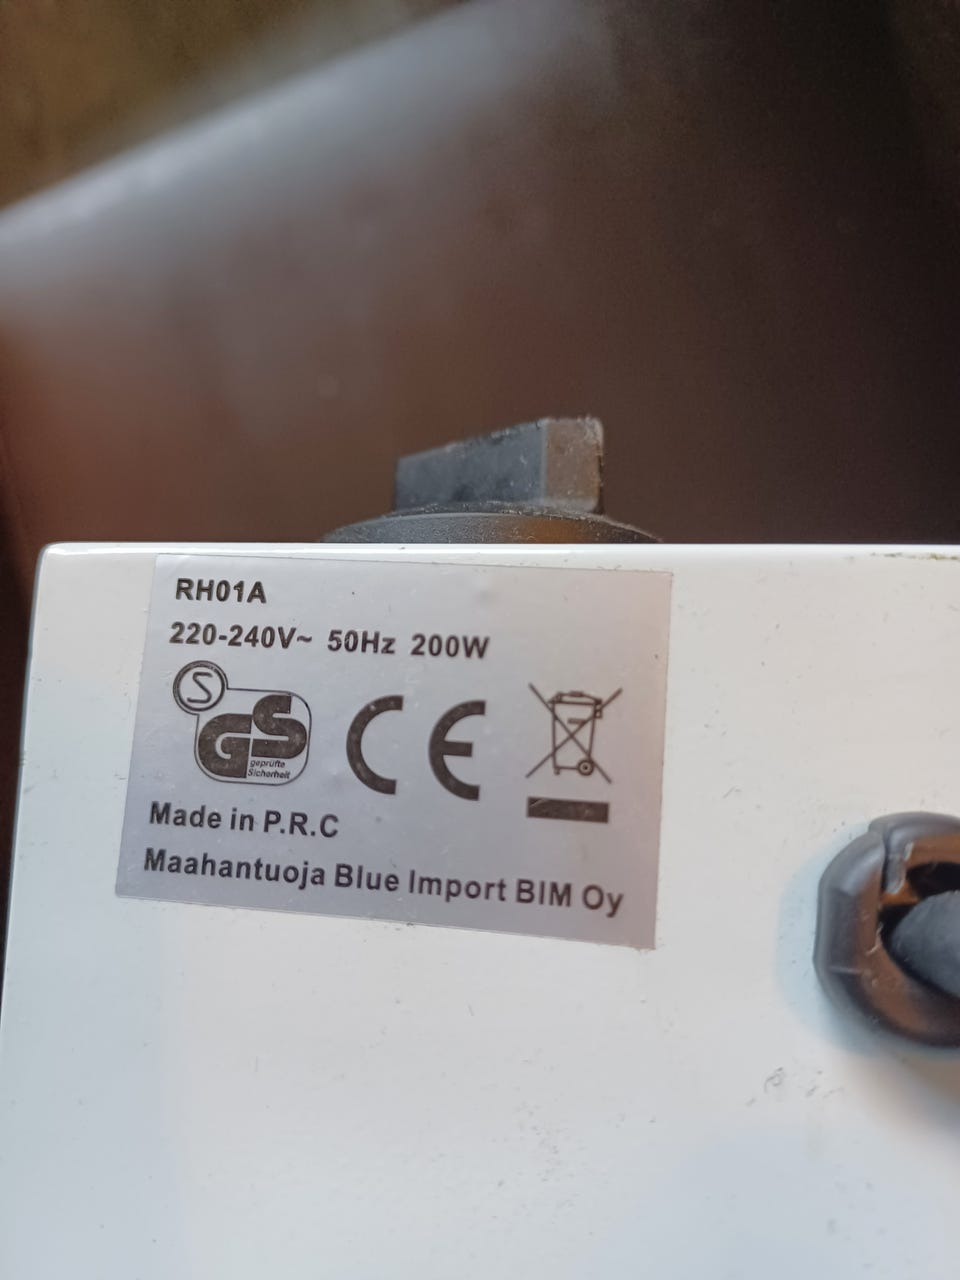 RH01A
220-240V~ 50Hz 200W
S
GS
geprüfte
Sicherheit
CE
Made in P.R.C
Maahantuoja Blue Import BIM Oy